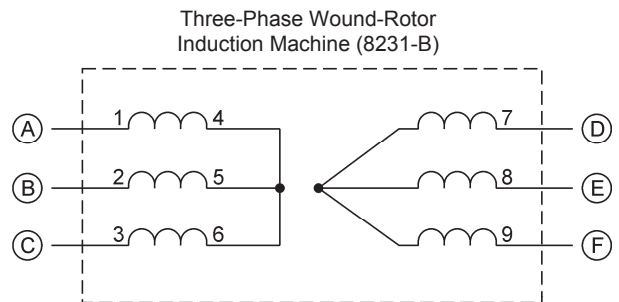 Three-Phase Wound-Rotor
Induction Machine (8231-B)
A 1 4 7 D
B 2 5 8 E
C 3 6 9 F